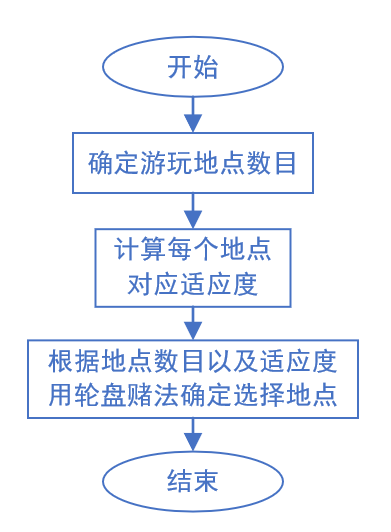 开始
确定游玩地点数目
计算每个地点
对应适应度
根据地点数目以及适应度
用轮盘赌法确定选择地点
结束